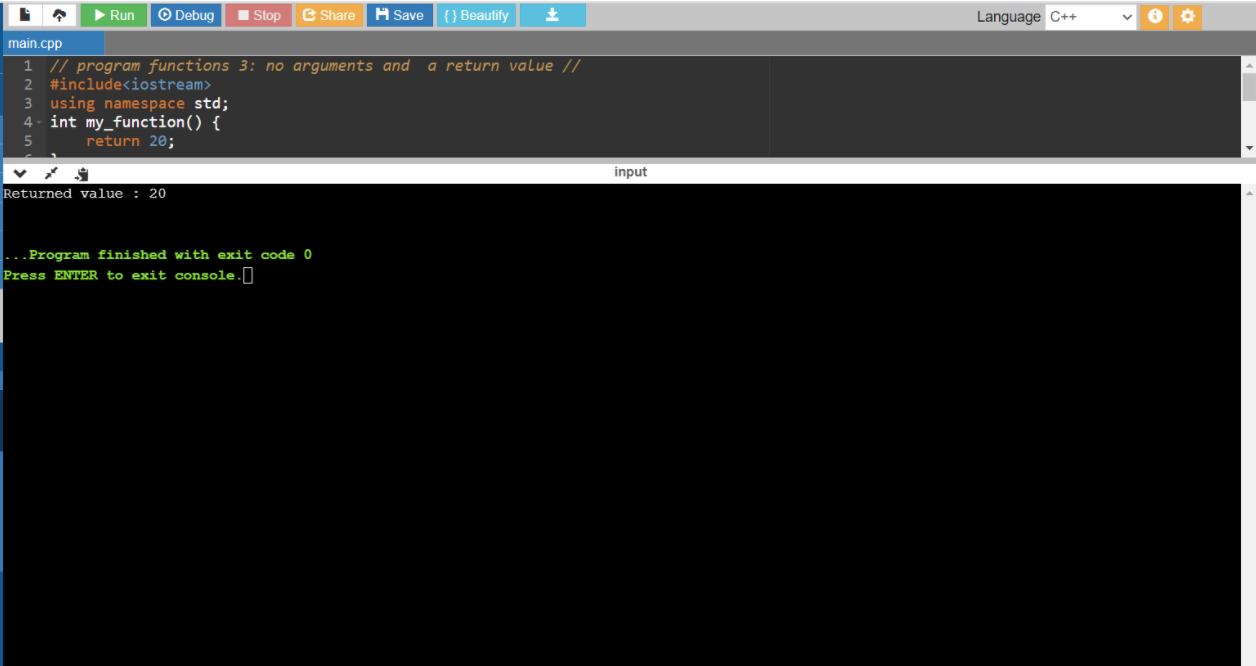 Run Debug Stop Share Save { } Beautify Language C++
main.cpp
1 // program functions 3: no arguments and  a return value //
2 #include<iostream>
3 using namespace std;
4 int my_function() {
5     return 20;
6 }
input
Returned value : 20
...Program finished with exit code 0
Press ENTER to exit console.